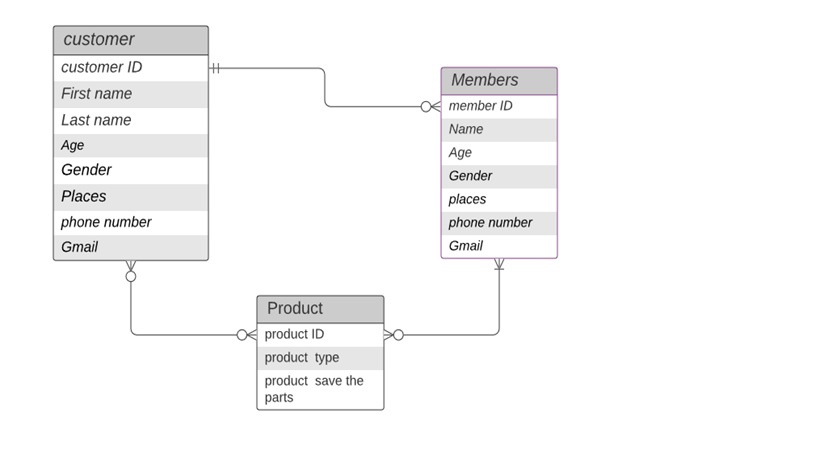 customer
customer ID
First name
Last name
Age
Gender
Places
phone number
Gmail
Members
member ID
Name
Age
Gender
places
phone number
Gmail
Product
product ID
product  type
product  save the
parts